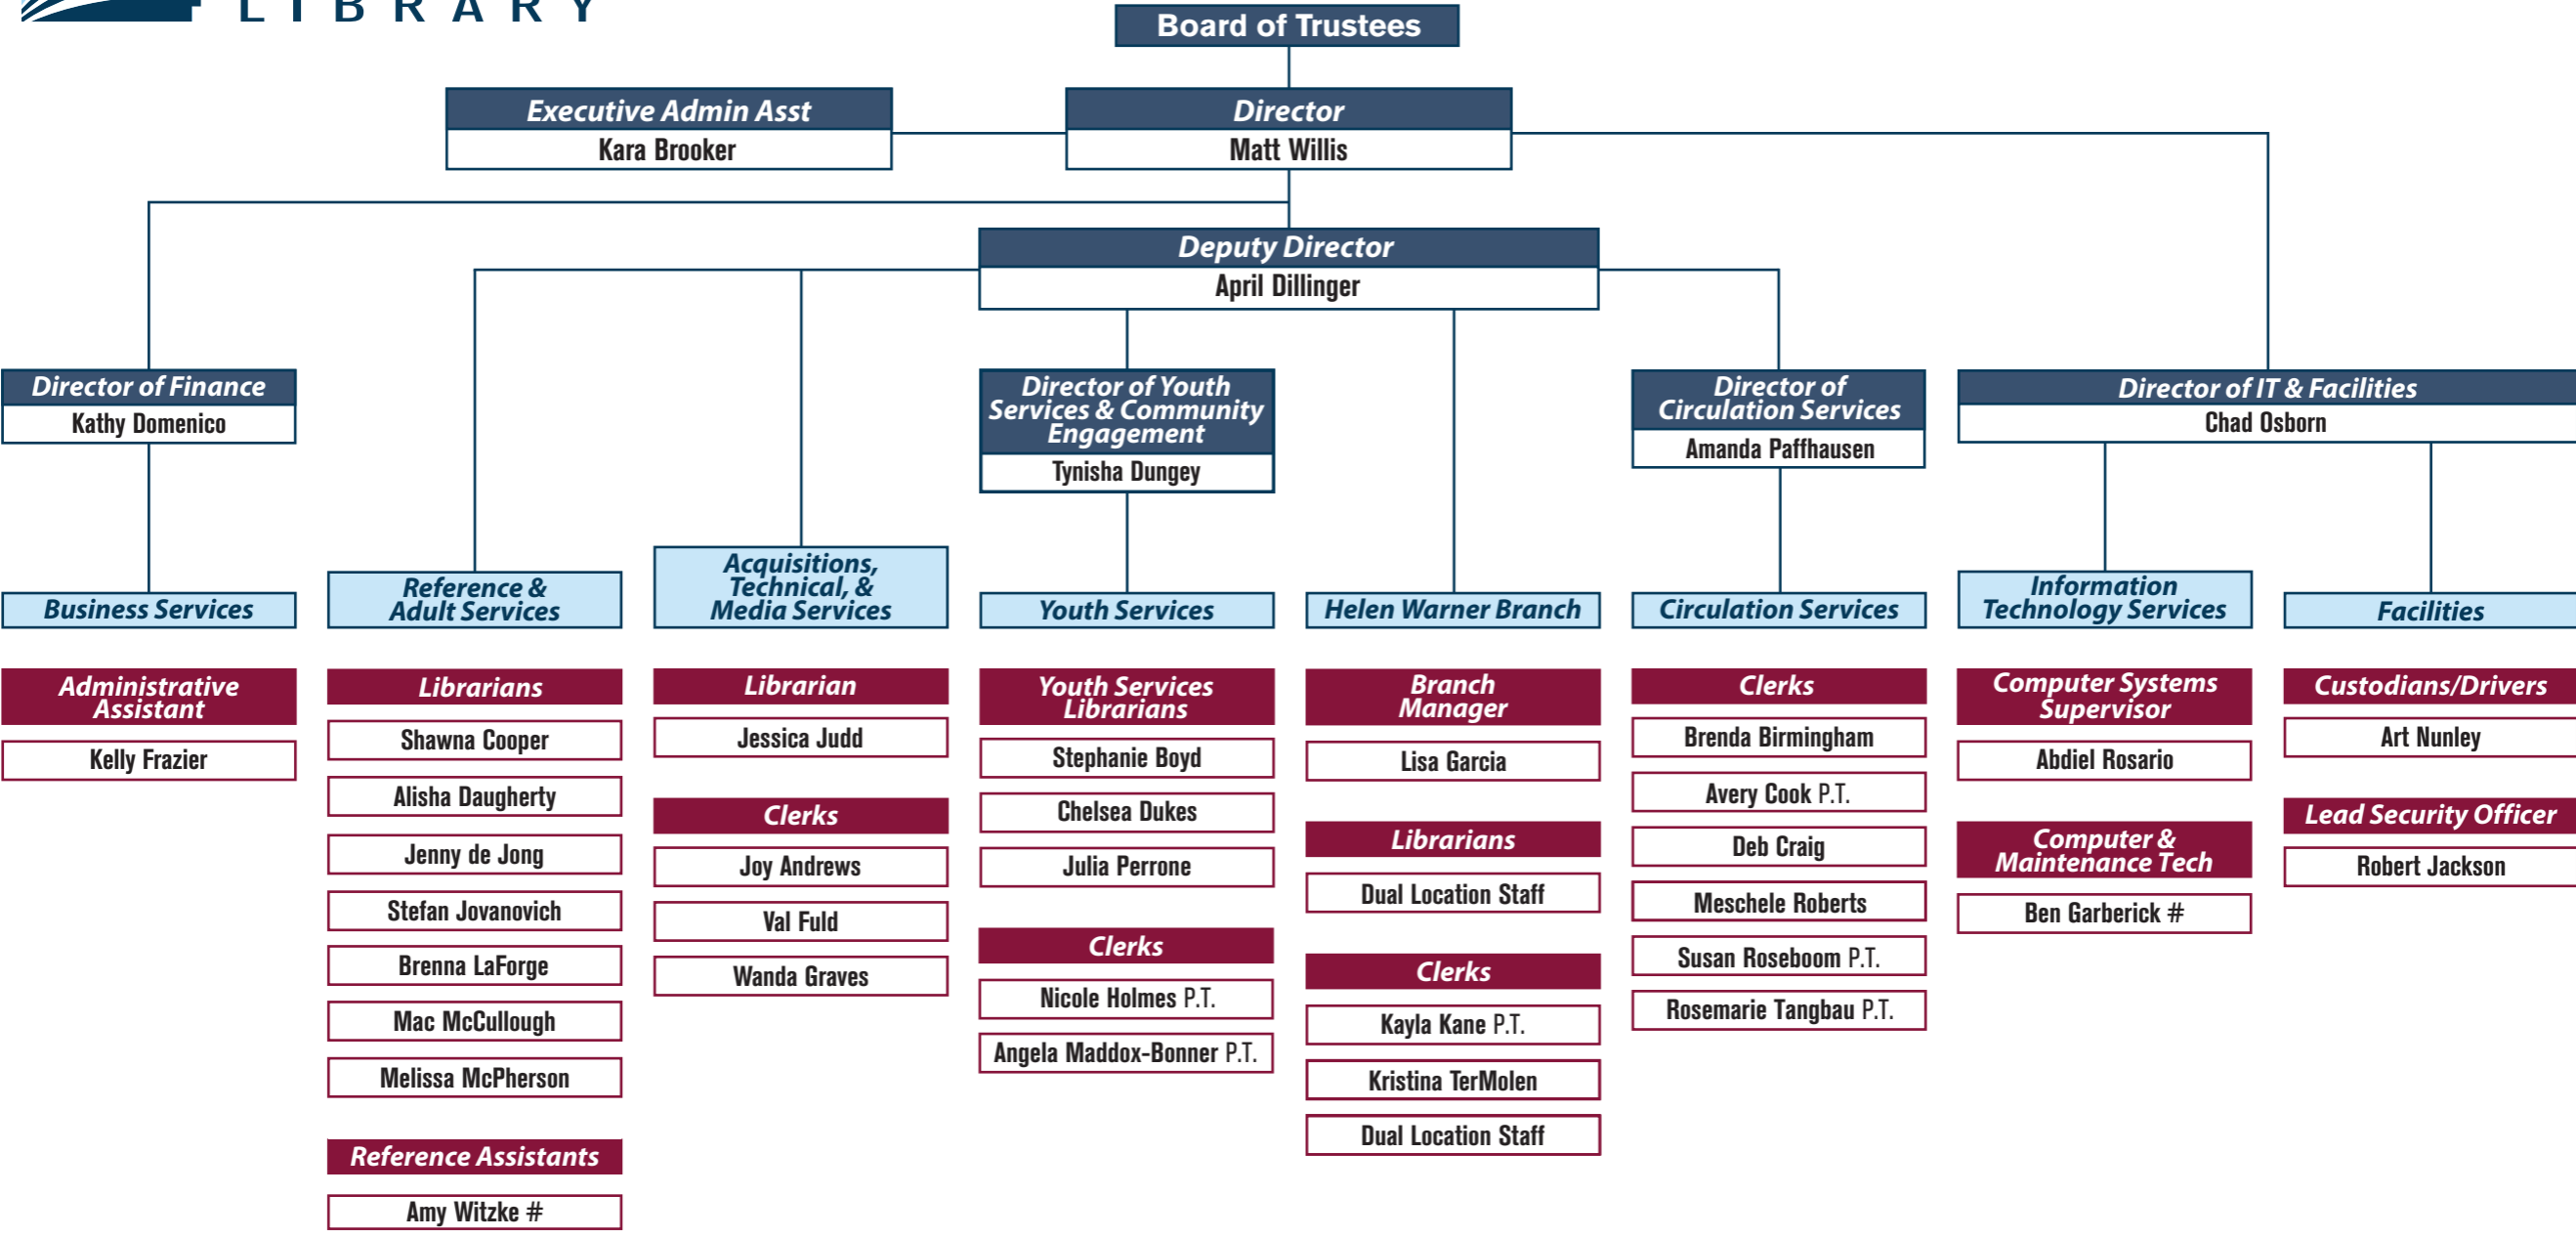 LIBRARY
Board of Trustees
Executive Admin Asst
Kara Brooker
Director
Matt Willis
Deputy Director
April Dillinger
Director of Finance
Kathy Domenico
Director of Youth
Services & Community
Engagement
Tynisha Dungey
Director of
Circulation Services
Amanda Paffhausen
Director of IT & Facilities
Chad Osborn
Business Services
Administrative
Assistant
Kelly Frazier
Reference &
Adult Services
Librarians
Shawna Cooper
Alisha Daugherty
Jenny de Jong
Stefan Jovanovich
Brenna LaForge
Mac McCullough
Melissa McPherson
Reference Assistants
Amy Witzke #
Acquisitions,
Technical, &
Media Services
Librarian
Jessica Judd
Clerks
Joy Andrews
Val Fuld
Wanda Graves
Youth Services
Youth Services
Librarians
Stephanie Boyd
Chelsea Dukes
Julia Perrone
Clerks
Nicole Holmes P.T.
Angela Maddox-Bonner P.T.
Helen Warner Branch
Branch
Manager
Lisa Garcia
Librarians
Dual Location Staff
Clerks
Kayla Kane P.T.
Kristina TerMolen
Dual Location Staff
Circulation Services
Clerks
Brenda Birmingham
Avery Cook P.T.
Deb Craig
Meschele Roberts
Susan Roseboom P.T.
Rosemarie Tangbau P.T.
Information
Technology Services
Computer Systems
Supervisor
Abdiel Rosario
Computer &
Maintenance Tech
Ben Garberick #
Facilities
Custodians/Drivers
Art Nunley
Lead Security Officer
Robert Jackson